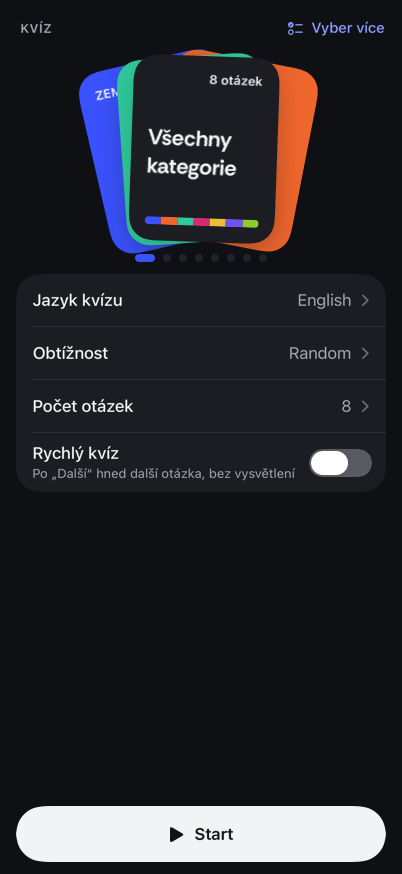 KVÍZ
Vyber více
ZEM
8 otázek
Všechny
kategorie
Jazyk kvízu English
Obtížnost Random
Počet otázek 8
Rychlý kvíz
Po „Další“ hned další otázka, bez vysvětlení
Start